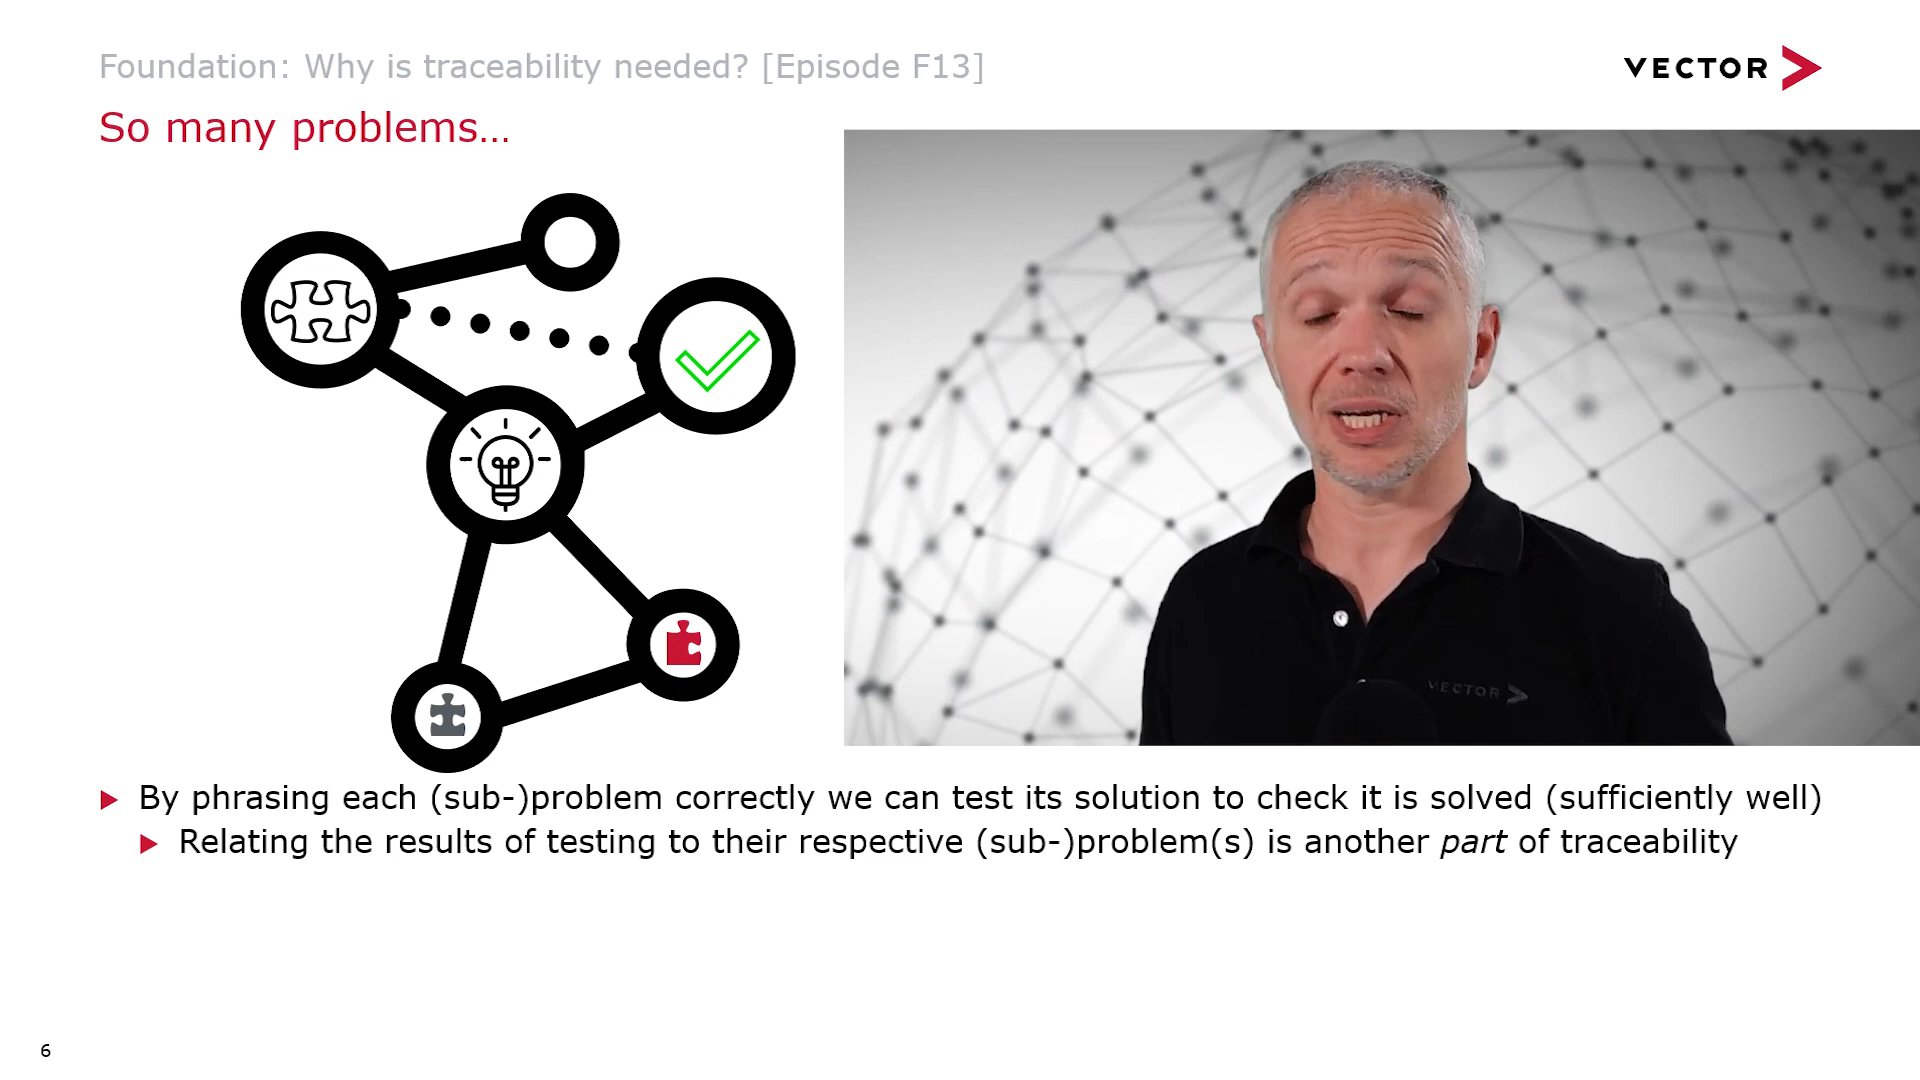 Foundation: Why is traceability needed? [Episode F13]
VECTOR
So many problems…
VECTOR
By phrasing each (sub-)problem correctly we can test its solution to check it is solved (sufficiently well)
Relating the results of testing to their respective (sub-)problem(s) is another part of traceability
6